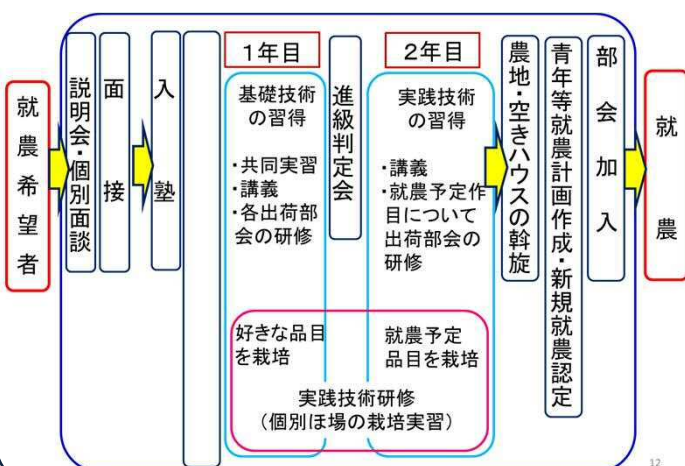 就農希望者
説明会・個別面談
面接
入塾
1年目
基礎技術
の習得
・共同実習
・講義
・各出荷部
会の研修
好きな品目
を栽培
進級判定会
2年目
実践技術
の習得
・講義
・就農予定作
目について
出荷部会の
研修
就農予定
品目を栽培
実践技術研修
（個別ほ場の栽培実習）
農地・空きハウスの斡旋
青年等就農計画作成・新規就農認定
部会加入
就農
12